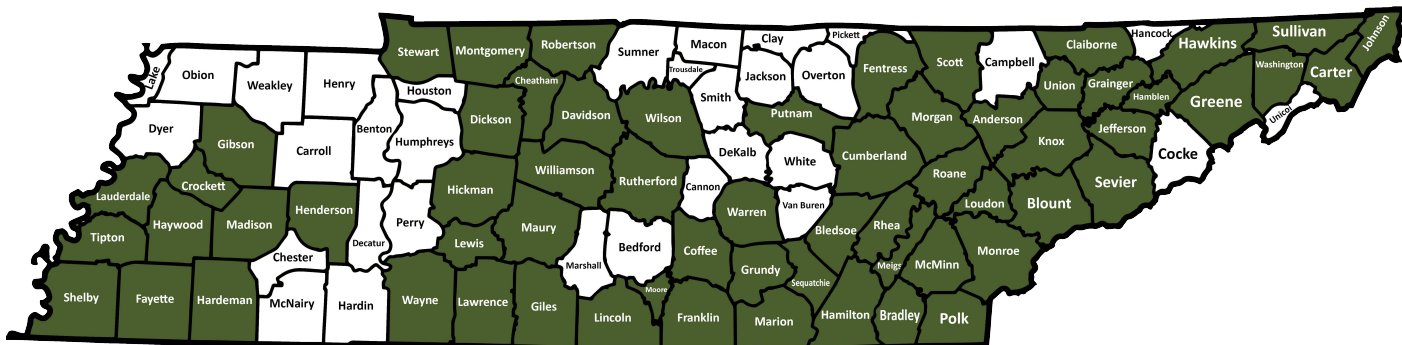 Stewart
Montgomery
Robertson
Sumner
Macon
Clay
Pickett
Fentress
Scott
Campbell
Claiborne
Hancock
Hawkins
Sullivan
Johnson
Lake
Obion
Weakley
Henry
Houston
Cheatham
Trousdale
Jackson
Overton
Union
Grainger
Hamblen
Washington
Carter
Dyer
Gibson
Carroll
Benton
Humphreys
Dickson
Davidson
Wilson
Smith
Putnam
Morgan
Anderson
Knox
Jefferson
Greene
Unicoi
Cocke
Lauderdale
Crockett
Henderson
Perry
Hickman
Williamson
Rutherford
Cannon
DeKalb
White
Cumberland
Roane
Loudon
Blount
Sevier
Tipton
Haywood
Madison
Chester
Decatur
Lewis
Maury
Marshall
Bedford
Coffee
Warren
Van Buren
Bledsoe
Rhea
Meigs
McMinn
Monroe
Shelby
Fayette
Hardeman
McNairy
Hardin
Wayne
Lawrence
Giles
Lincoln
Moore
Franklin
Grundy
Sequatchie
Marion
Hamilton
Bradley
Polk